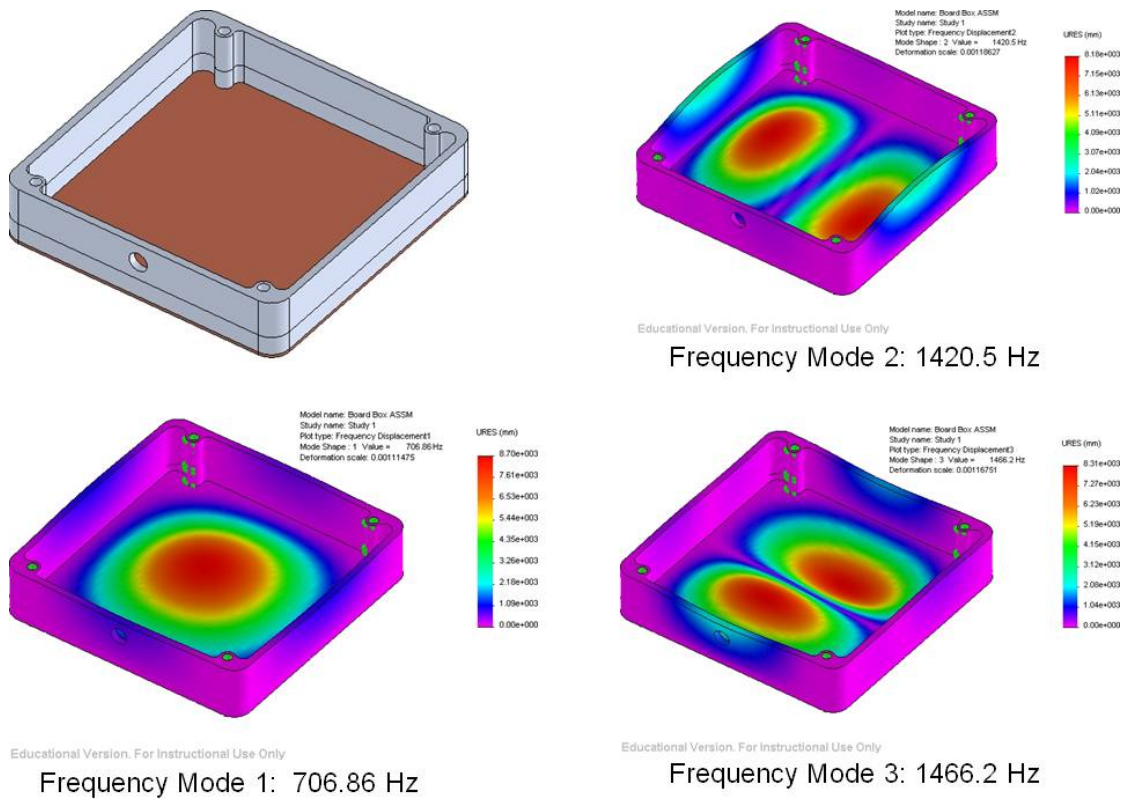 Model name: Board Box ASSM
Study name: Study 1
Plot type: Frequency Displacement2
Mode Shape : 2 Value = 1420.5 Hz
Deformation scale: 0.00118627
URES (mm)
8.18e+003
7.15e+003
6.13e+003
5.11e+003
4.09e+003
3.07e+003
2.04e+003
1.02e+003
0.00e+000
Educational Version. For Instructional Use Only
Frequency Mode 2: 1420.5 Hz
Model name: Board Box ASSM
Study name: Study 1
Plot type: Frequency Displacement1
Mode Shape : 1 Value = 706.86 Hz
Deformation scale: 0.00111475
URES (mm)
8.70e+003
7.61e+003
6.53e+003
5.44e+003
4.35e+003
3.26e+003
2.18e+003
1.09e+003
0.00e+000
Educational Version. For Instructional Use Only
Frequency Mode 1: 706.86 Hz
Model name: Board Box ASSM
Study name: Study 1
Plot type: Frequency Displacement3
Mode Shape : 3 Value = 1466.2 Hz
Deformation scale: 0.00116751
URES (mm)
8.31e+003
7.27e+003
6.23e+003
5.19e+003
4.15e+003
3.12e+003
2.08e+003
1.04e+003
0.00e+000
Educational Version. For Instructional Use Only
Frequency Mode 3: 1466.2 Hz